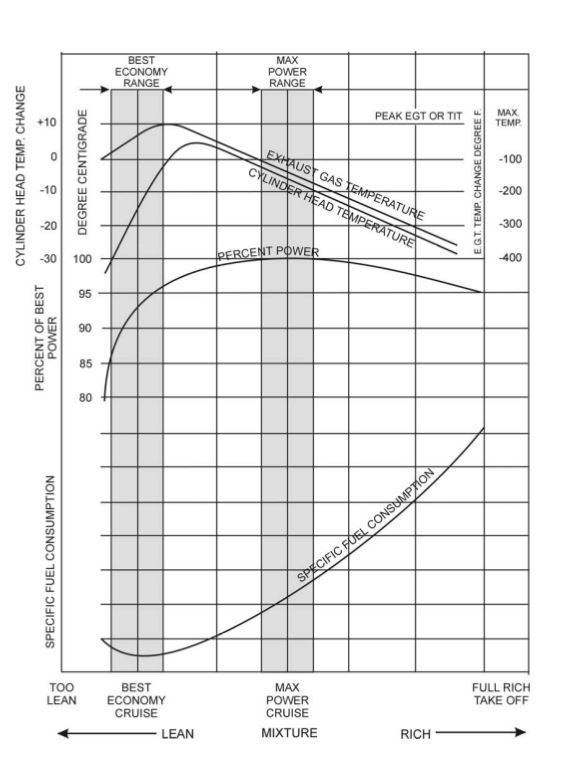 BEST
ECONOMY
RANGE
MAX
POWER
RANGE
PEAK EGT OR TIT
MAX.
TEMP.
CYLINDER HEAD TEMP. CHANGE
DEGREE CENTIGRADE
E.G.T. TEMP. CHANGE DEGREE F.
+10
0
-10
-20
-30
-100
-200
-300
-400
EXHAUST GAS TEMPERATURE
CYLINDER HEAD TEMPERATURE
PERCENT POWER
PERCENT OF BEST
POWER
100
95
90
85
80
SPECIFIC FUEL CONSUMPTION
SPECIFIC FUEL CONSUMPTION
TOO
LEAN
BEST
ECONOMY
CRUISE
MAX
POWER
CRUISE
FULL RICH
TAKE OFF
LEAN
MIXTURE
RICH